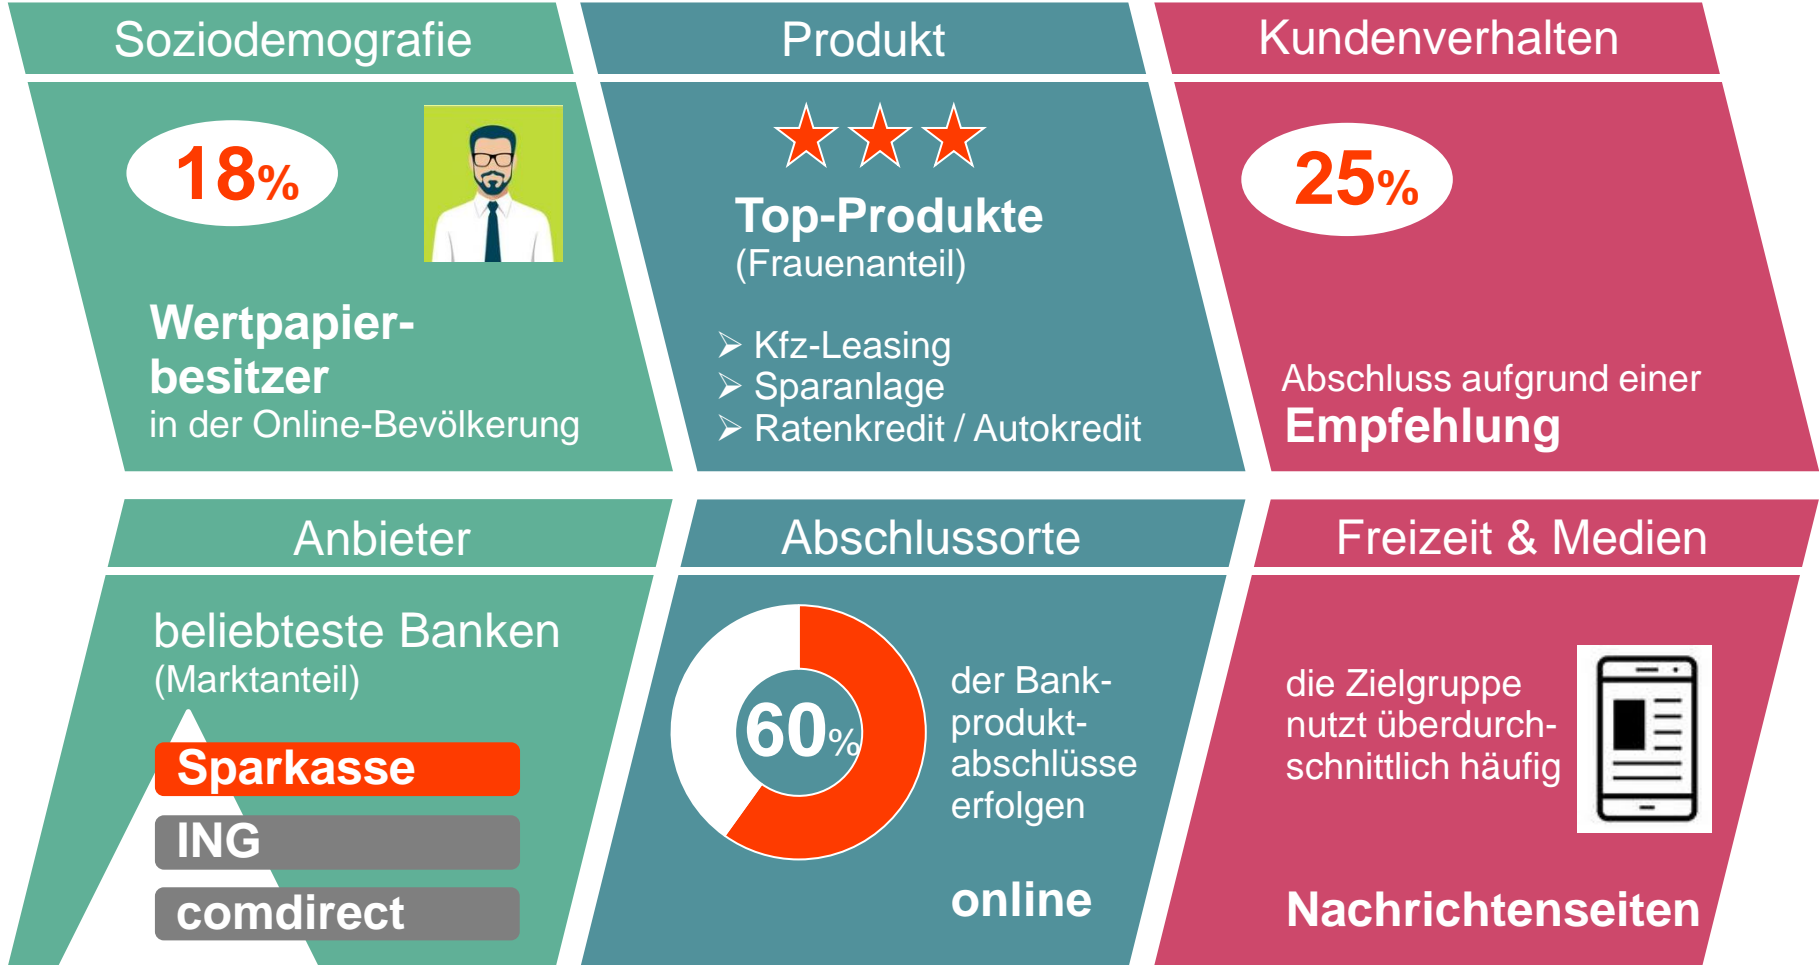 Soziodemografie
18%
Wertpapier-
besitzer
in der Online-Bevölkerung
Produkt
Top-Produkte
(Frauenanteil)
➢ Kfz-Leasing
➢ Sparanlage
➢ Ratenkredit / Autokredit
Kundenverhalten
25%
Abschluss aufgrund einer
Empfehlung
Anbieter
beliebteste Banken
(Marktanteil)
Sparkasse
ING
comdirect
Abschlussorte
60%
der Bank-
produkt-
abschlüsse
erfolgen
online
Freizeit & Medien
die Zielgruppe
nutzt überdurch-
schnittlich häufig
Nachrichtenseiten